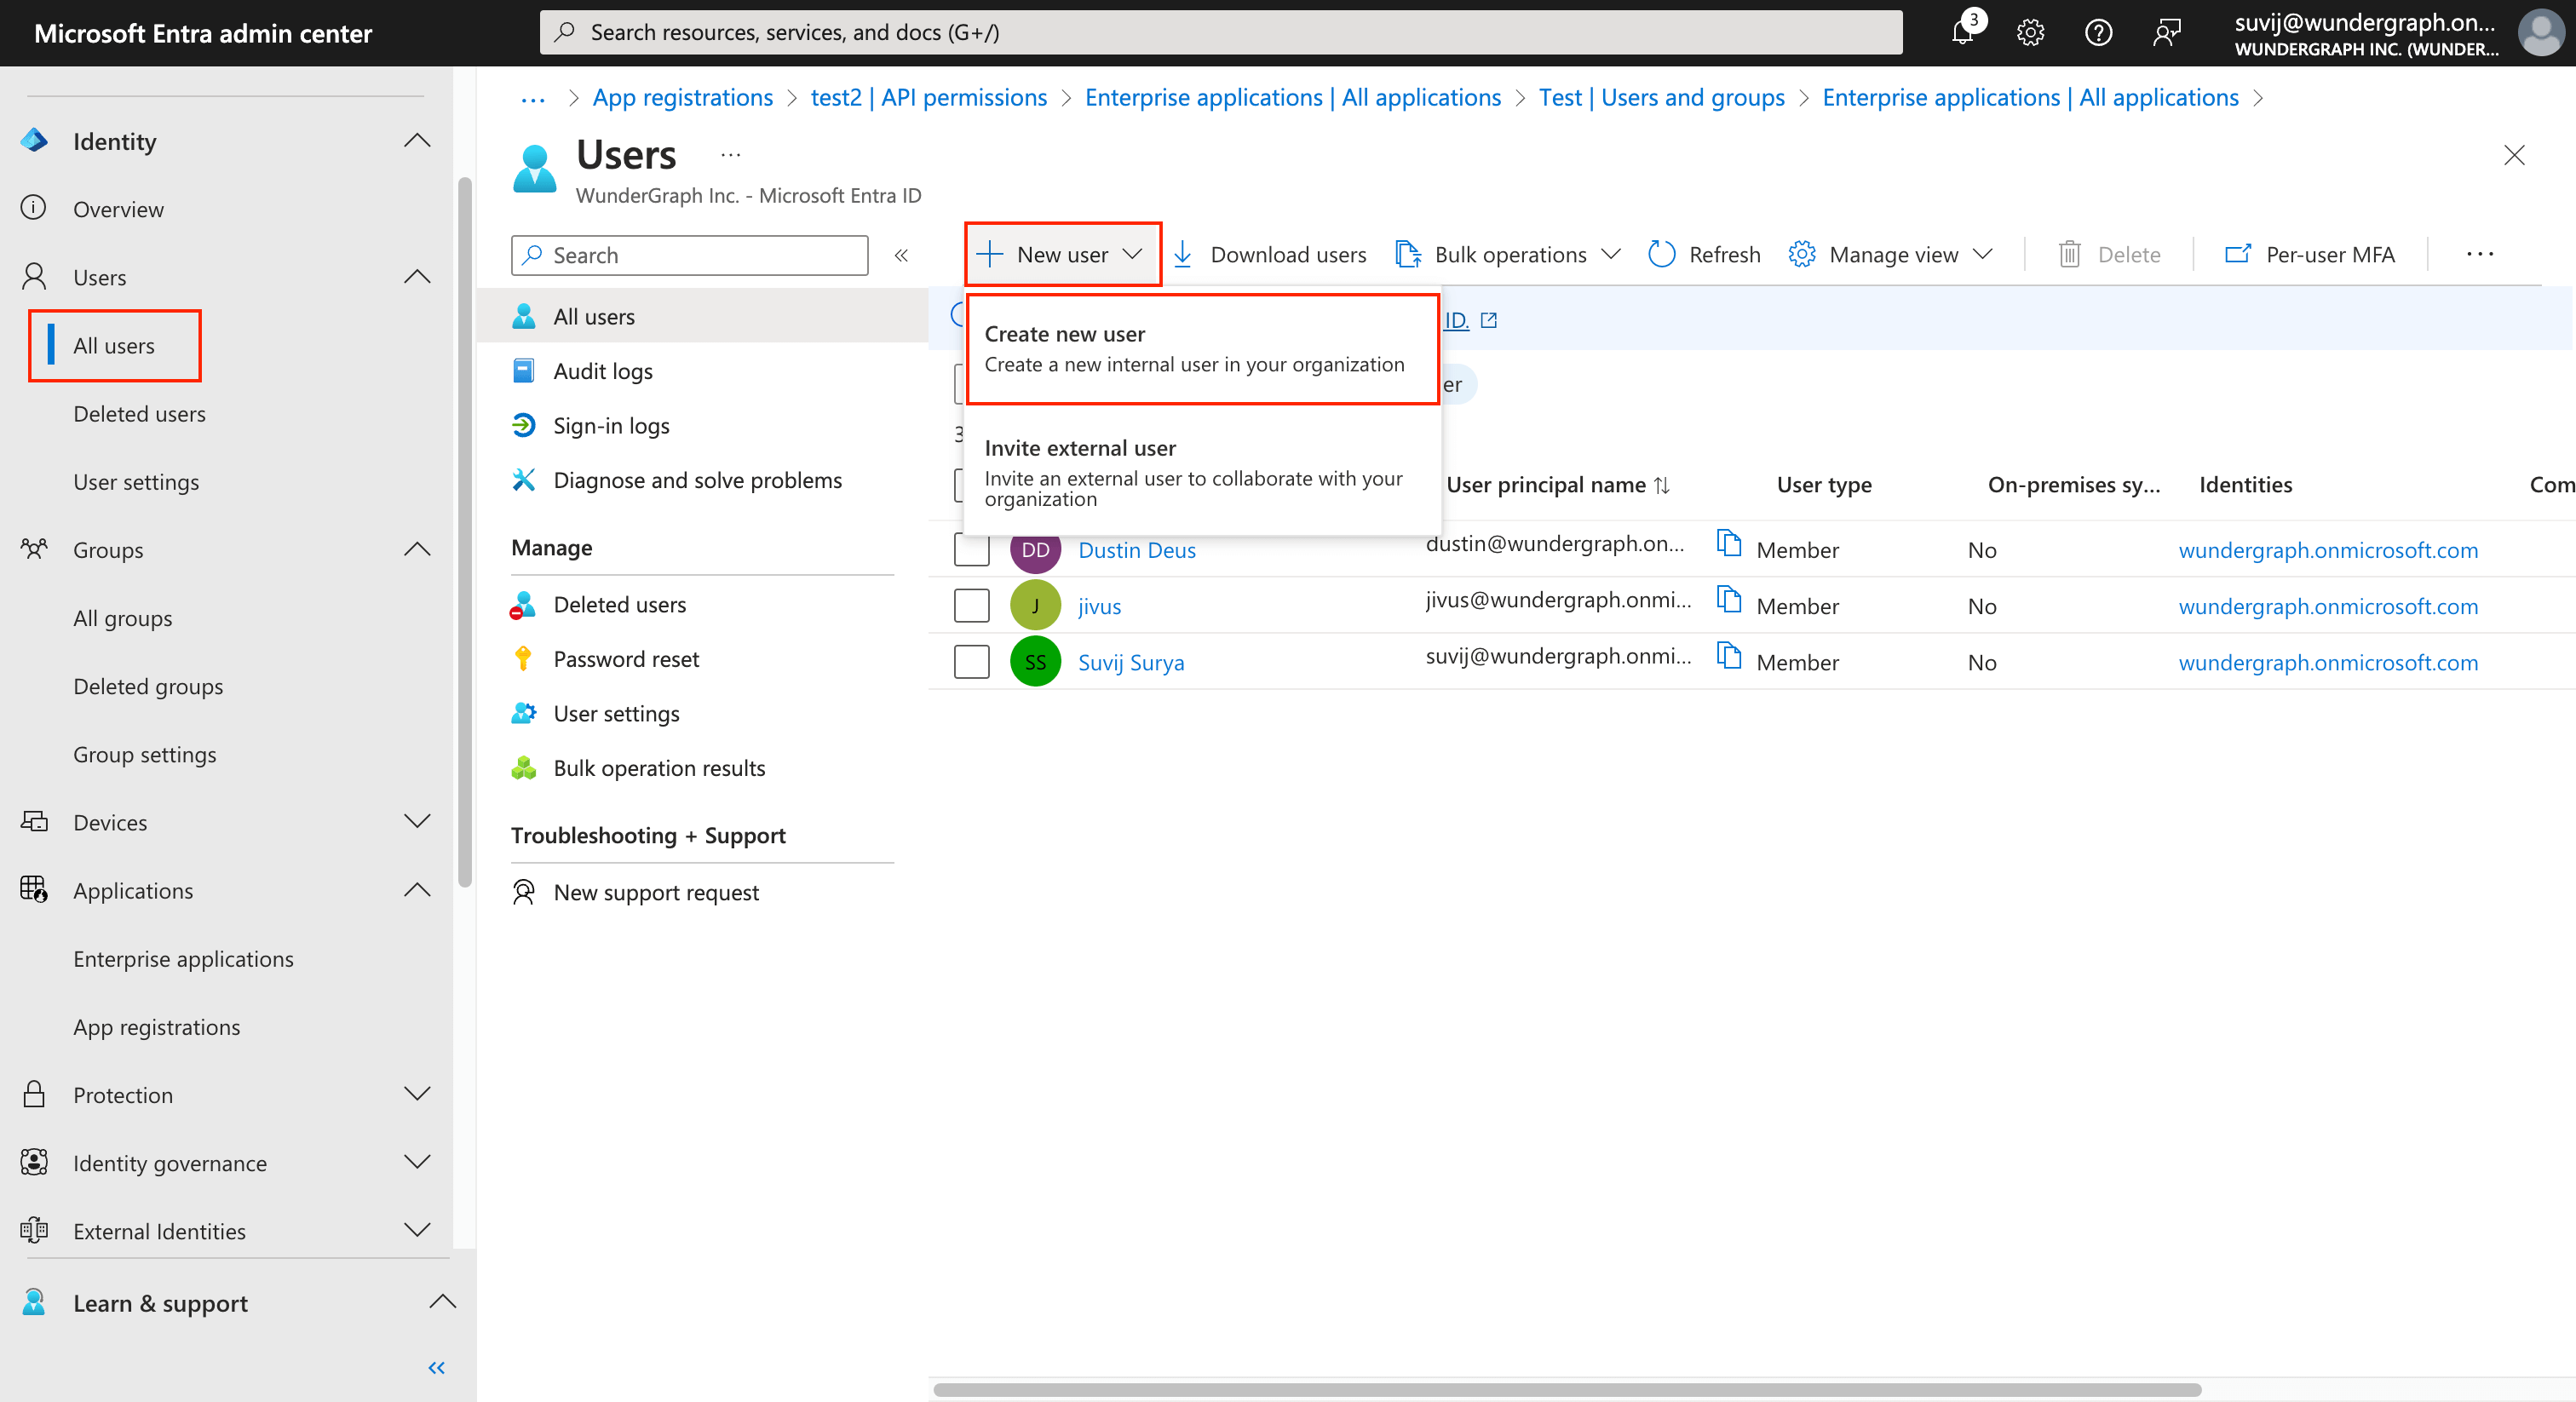 Microsoft Entra admin center
Search resources, services, and docs (G+/)
3
suvij@wundergraph.on...
WUNDERGRAPH INC. (WUNDER...
Identity
Overview
Users
All users
Deleted users
User settings
Groups
All groups
Deleted groups
Group settings
Devices
Applications
Enterprise applications
App registrations
Protection
Identity governance
External Identities
Learn & support
«
... > App registrations > test2 | API permissions > Enterprise applications | All applications > Test | Users and groups > Enterprise applications | All applications >
Users ...
WunderGraph Inc. - Microsoft Entra ID
Search «
All users
Audit logs
Sign-in logs
Diagnose and solve problems
Manage
Deleted users
Password reset
User settings
Bulk operation results
Troubleshooting + Support
New support request
New user Download users Bulk operations Refresh Manage view Delete Per-user MFA ...
Create new user
Create a new internal user in your organization
Invite external user
Invite an external user to collaborate with your
organization
ID.
er
3
User principal name ↑↓ User type On-premises sy... Identities Com
DD Dustin Deus dustin@wundergraph.on... Member No wundergraph.onmicrosoft.com
J jivus jivus@wundergraph.onmi... Member No wundergraph.onmicrosoft.com
SS Suvij Surya suvij@wundergraph.onmi... Member No wundergraph.onmicrosoft.com